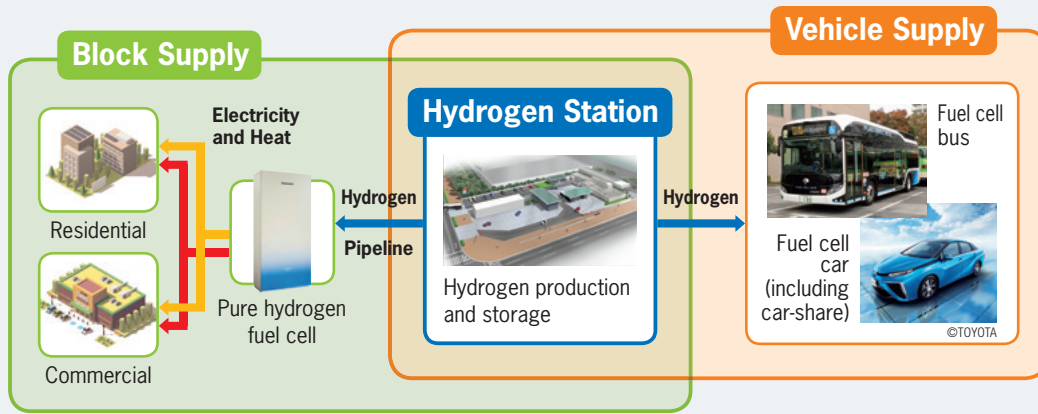 Block Supply
Vehicle Supply
Hydrogen Station
Electricity
and Heat
Residential
Commercial
Pure hydrogen
fuel cell
Hydrogen
Pipeline
Hydrogen production
and storage
Hydrogen
Fuel cell
bus
Fuel cell
car
(including
car-share)
©TOYOTA